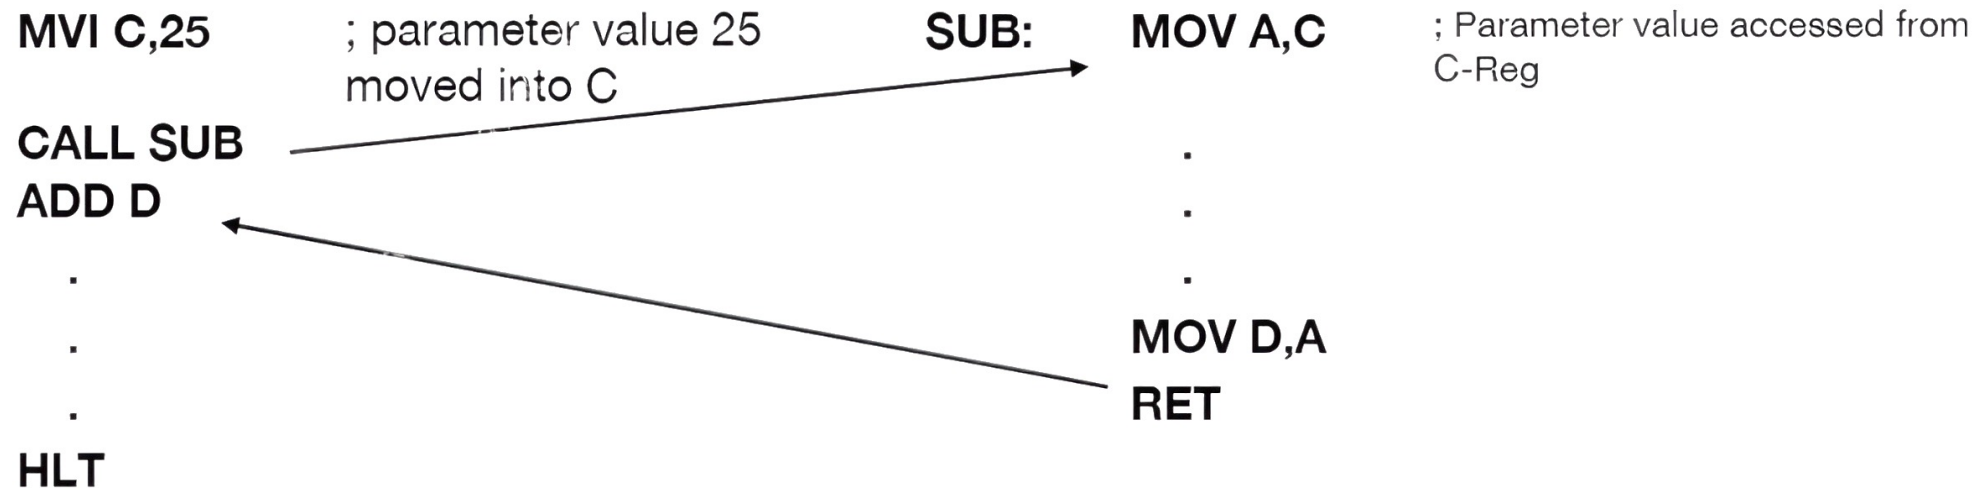 MVI C,25 ; parameter value 25 SUB: MOV A,C ; Parameter value accessed from
moved into C C-Reg
CALL SUB .
ADD D .
. .
. MOV D,A
. RET
HLT